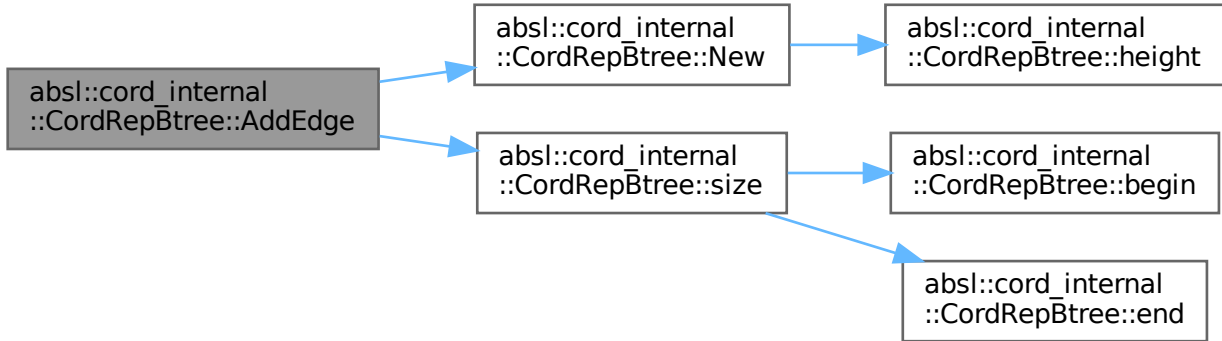 absl::cord_internal
::CordRepBtree::AddEdge
absl::cord_internal
::CordRepBtree::New
absl::cord_internal
::CordRepBtree::height
absl::cord_internal
::CordRepBtree::size
absl::cord_internal
::CordRepBtree::begin
absl::cord_internal
::CordRepBtree::end